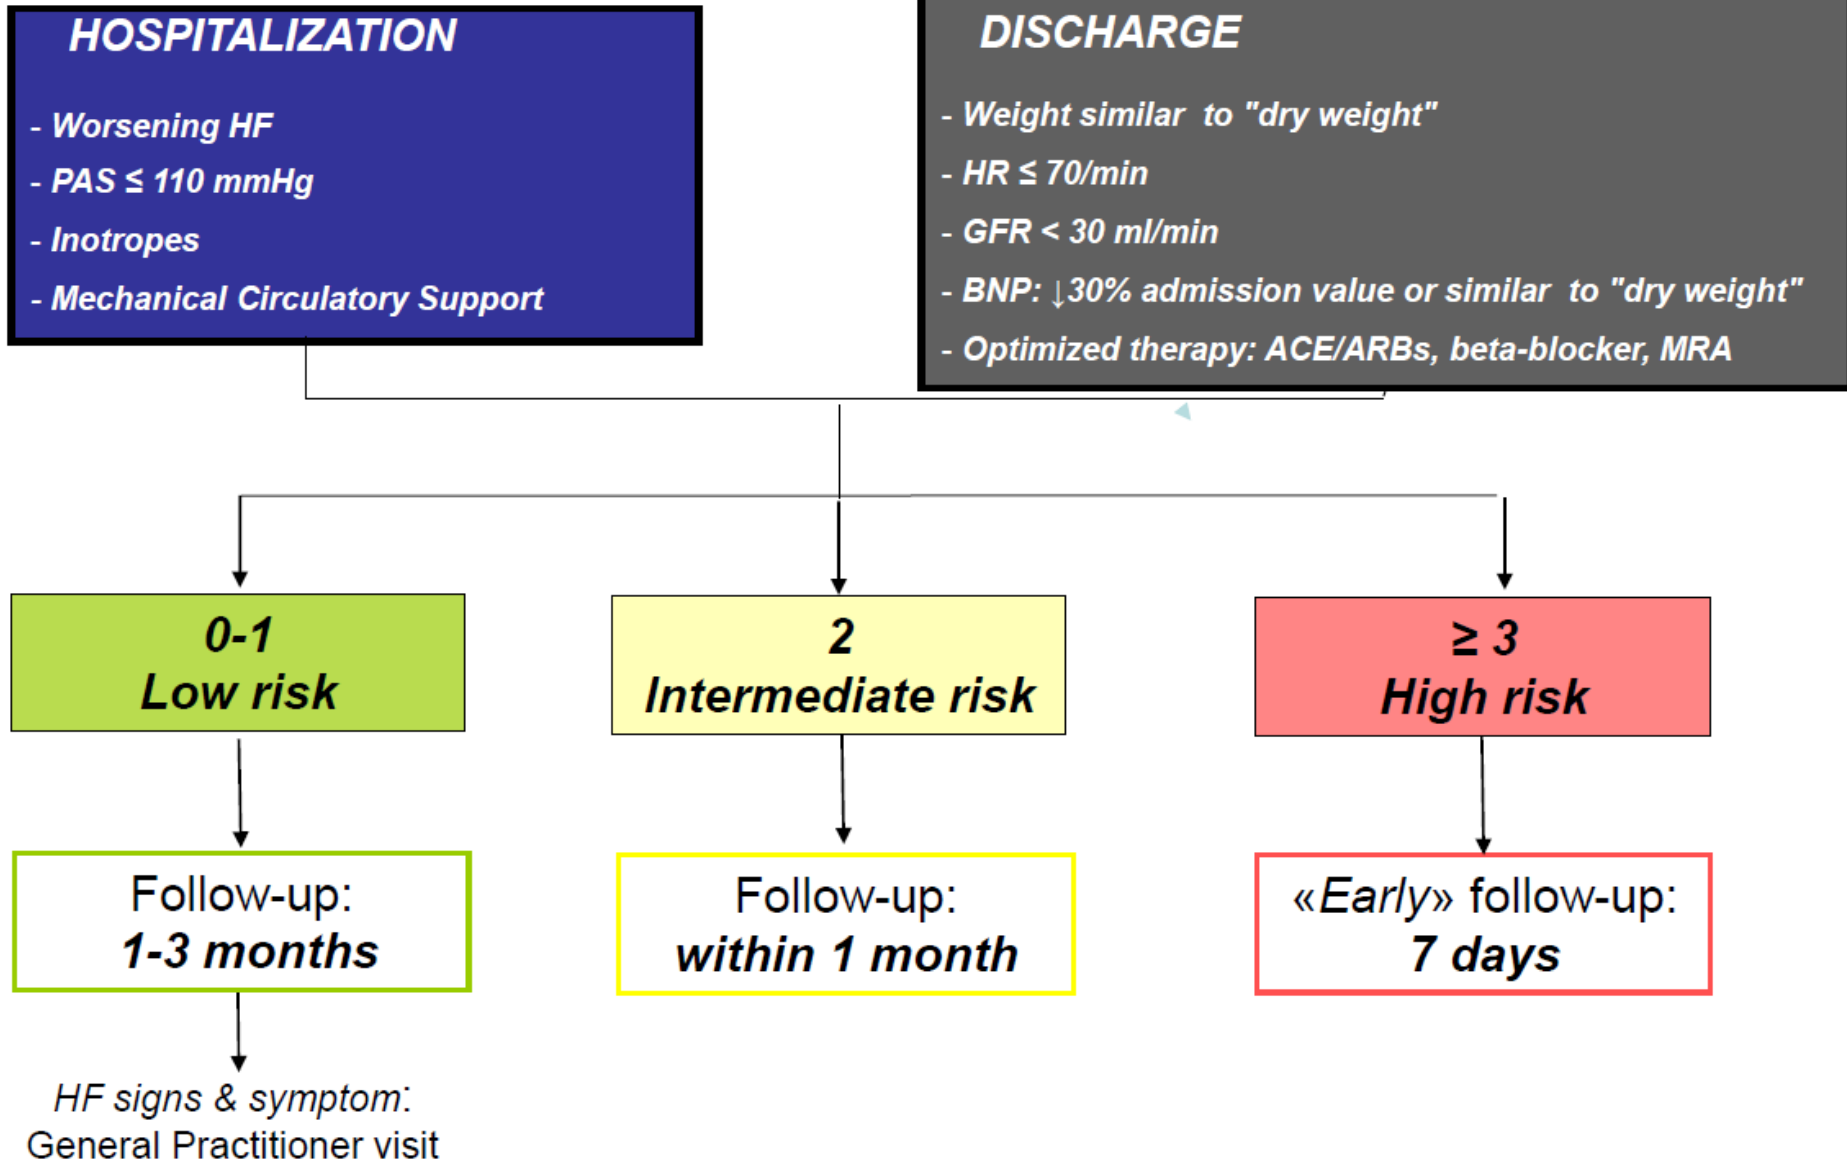 HOSPITALIZATION
- Worsening HF
- PAS ≤ 110 mmHg
- Inotropes
- Mechanical Circulatory Support
DISCHARGE
- Weight similar to "dry weight"
- HR ≤ 70/min
- GFR < 30 ml/min
- BNP: ↓30% admission value or similar to "dry weight"
- Optimized therapy: ACE/ARBs, beta-blocker, MRA
0-1
Low risk
2
Intermediate risk
≥ 3
High risk
Follow-up:
1-3 months
Follow-up:
within 1 month
«Early» follow-up:
7 days
HF signs & symptom:
General Practitioner visit